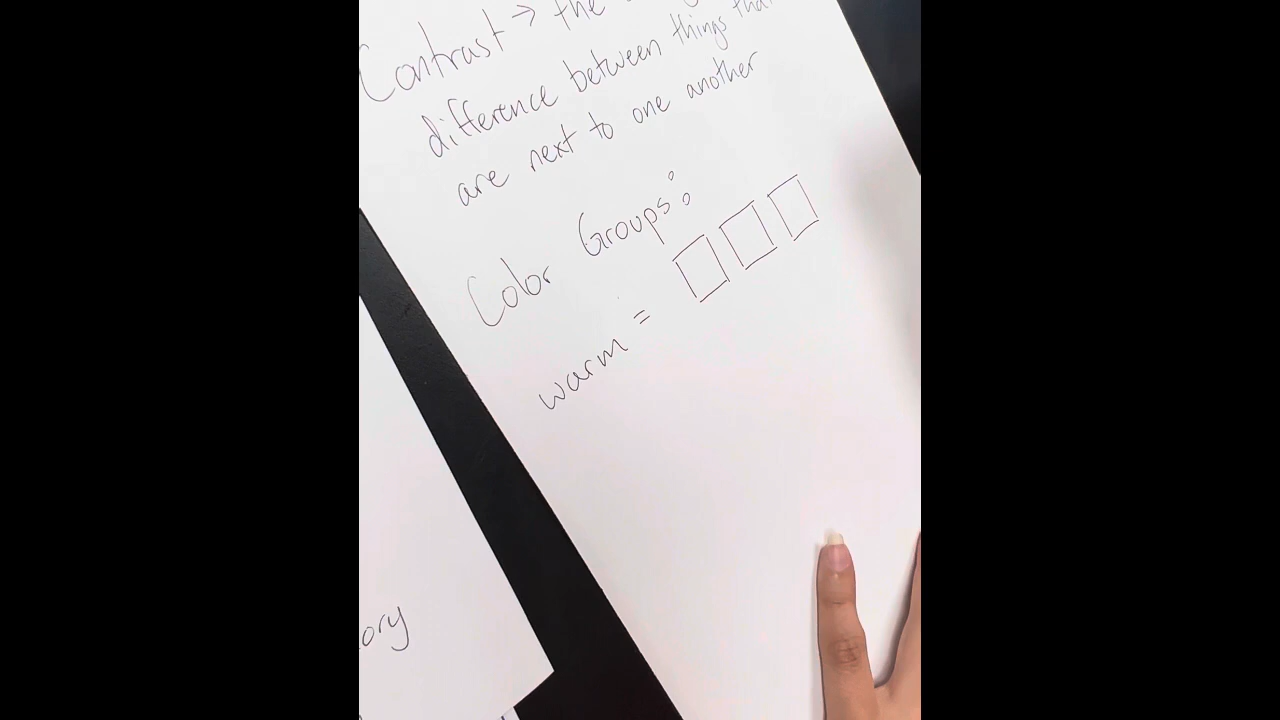 Contrast → the
difference between things that
are next to one another
Color Groups:
warm =
ory